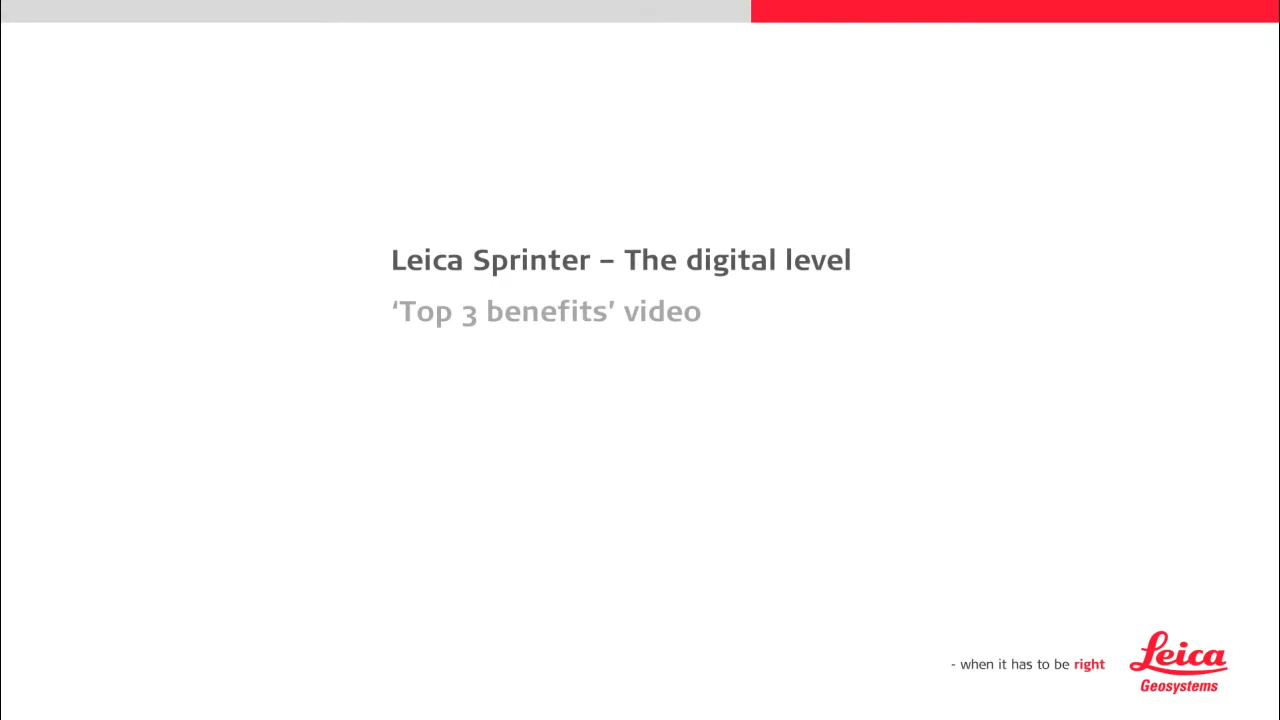 Leica Sprinter – The digital level
‘Top 3 benefits’ video
- when it has to be right
Leica
Geosystems